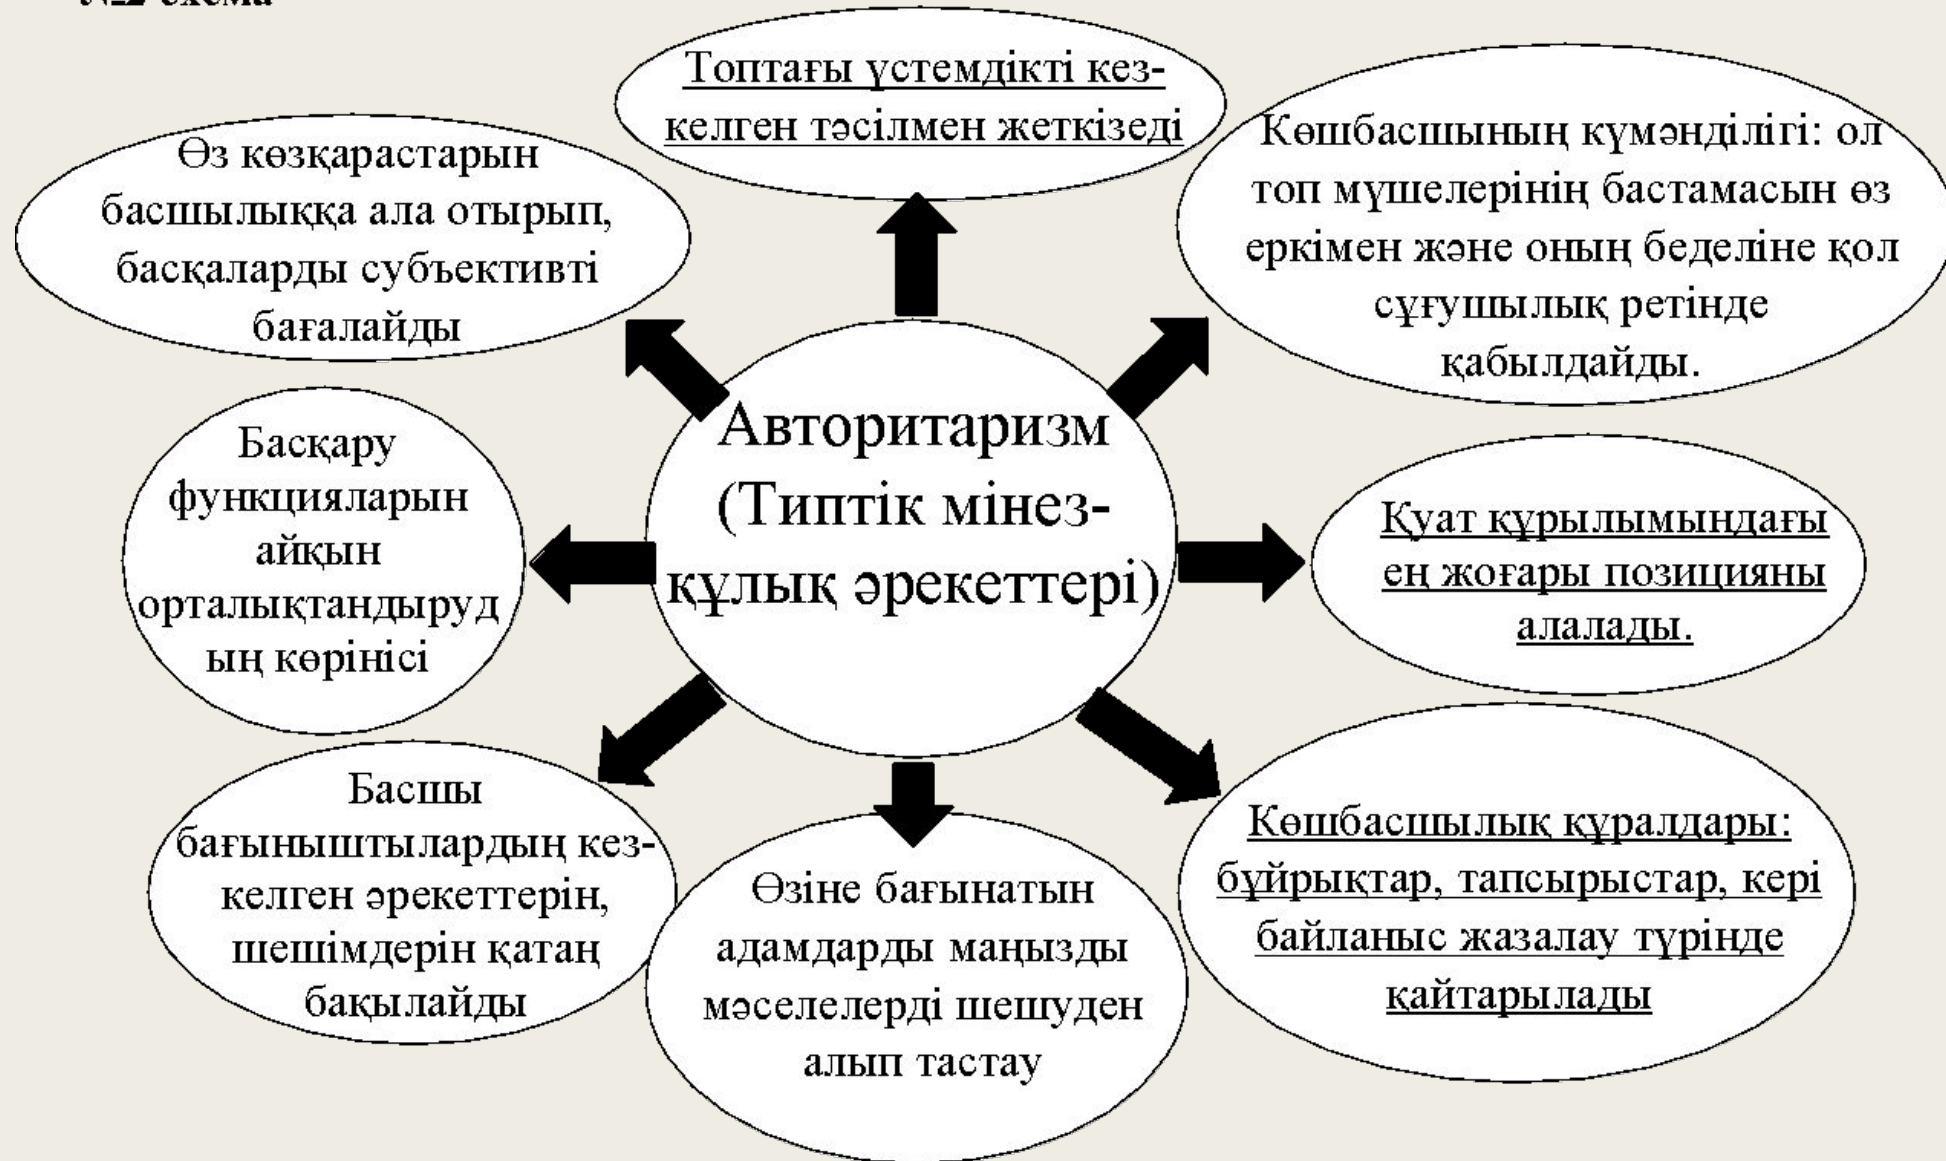 №2 схема
Топтағы үстемдікті кез-
келген тәсілмен жеткізеді
Көшбасшының күмәнділігі: ол
топ мүшелерінің бастамасын өз
еркімен және оның беделіне қол
сұғушылық ретінде
қабылдайды.
Өз көзқарастарын
басшылыққа ала отырып,
басқаларды субъективті
бағалайды
Авторитаризм
(Типтік мінез-
құлық әрекеттері)
Басқару
функцияларын
айқын
орталықтандыруд
ың көрінісі
Қуат құрылымындағы
ең жоғары позицияны
алалады.
Басшы
бағыныштылардың кез-
келген әрекеттерін,
шешімдерін қатаң
бақылайды
Өзіне бағынатын
адамдарды маңызды
мәселелерді шешуден
алып тастау
Көшбасшылық құралдары:
бұйрықтар, тапсырыстар, кері
байланыс жазалау түрінде
қайтарылады